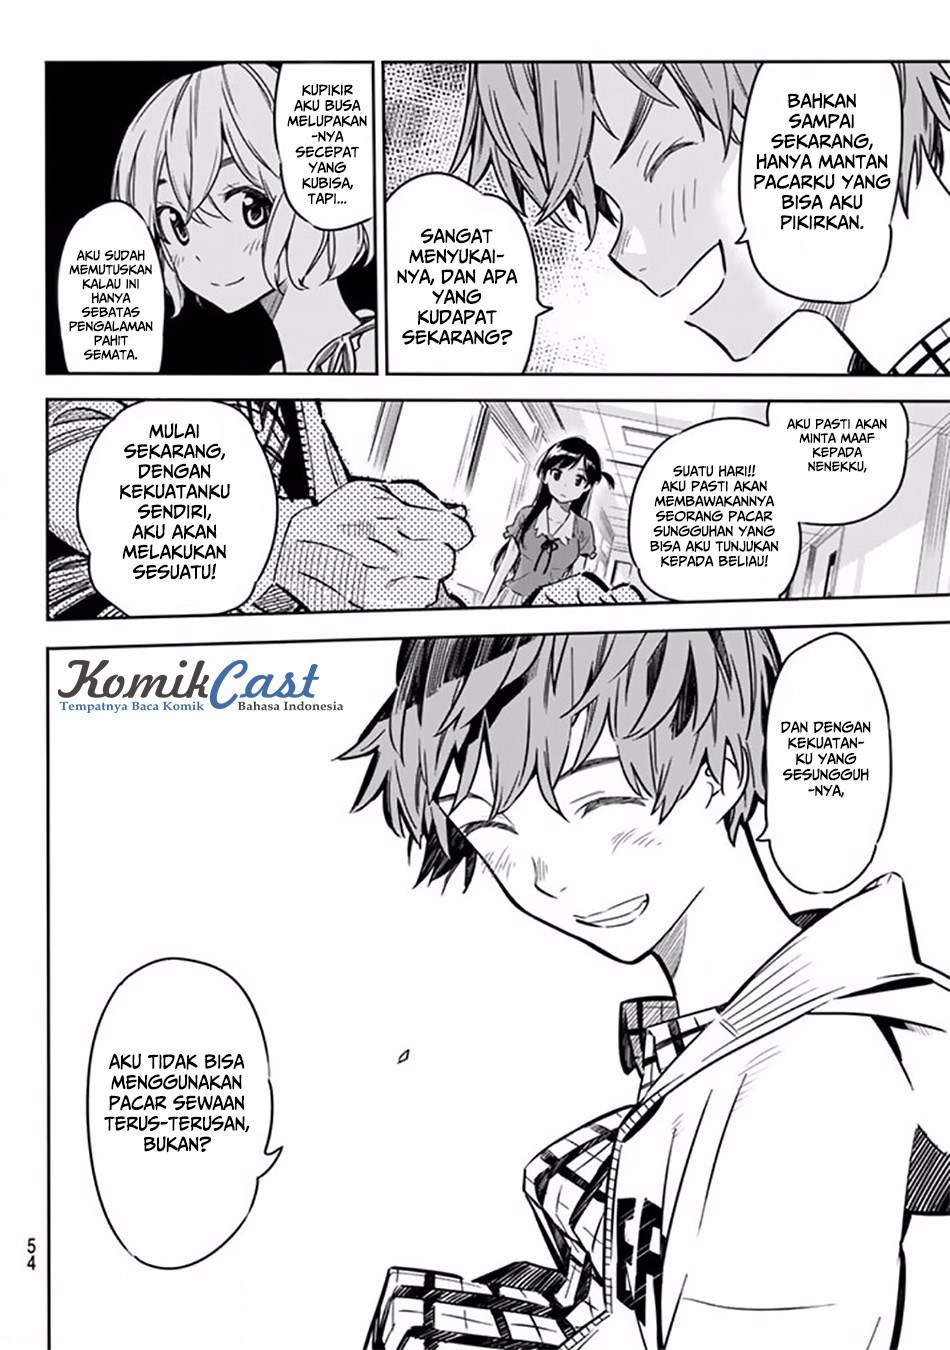 BAHKAN
SAMPAI
SEKARANG,
HANYA MANTAN
PACARKU YANG
BISA AKU
PIKIRKAN.
SANGAT
MENYUKAI-
NYA, DAN APA
YANG
KUDAPAT
SEKARANG?
KUPIKIR
AKU BUSA
MELUPAKAN
-NYA
SECEPAT
YANG
KUBISA,
TAPI...
AKU SUDAH
MEMUTUSKAN
KALAU INI
HANYA
SEBATAS
PENGALAMAN
PAHIT
SEMATA.
AKU PASTI AKAN
MINTA MAAF
KEPADA
NENEKKU,
SUATU HARI!!
AKU PASTI AKAN
MEMBAWAKANNYA
SEORANG PACAR
SUNGGUHAN YANG
BISA AKU TUNJUKAN
KEPADA BELIAU!
MULAI
SEKARANG,
DENGAN
KEKUATANKU
SENDIRI,
AKU AKAN
MELAKUKAN
SESUATU!
KomikCast
Tempatnya Baca Komik Bahasa Indonesia
DAN DENGAN
KEKUATAN-
KU YANG
SESUNGGUH
-NYA,
AKU TIDAK BISA
MENGGUNAKAN
PACAR SEWAAN
TERUS-TERUSAN,
BUKAN?
54